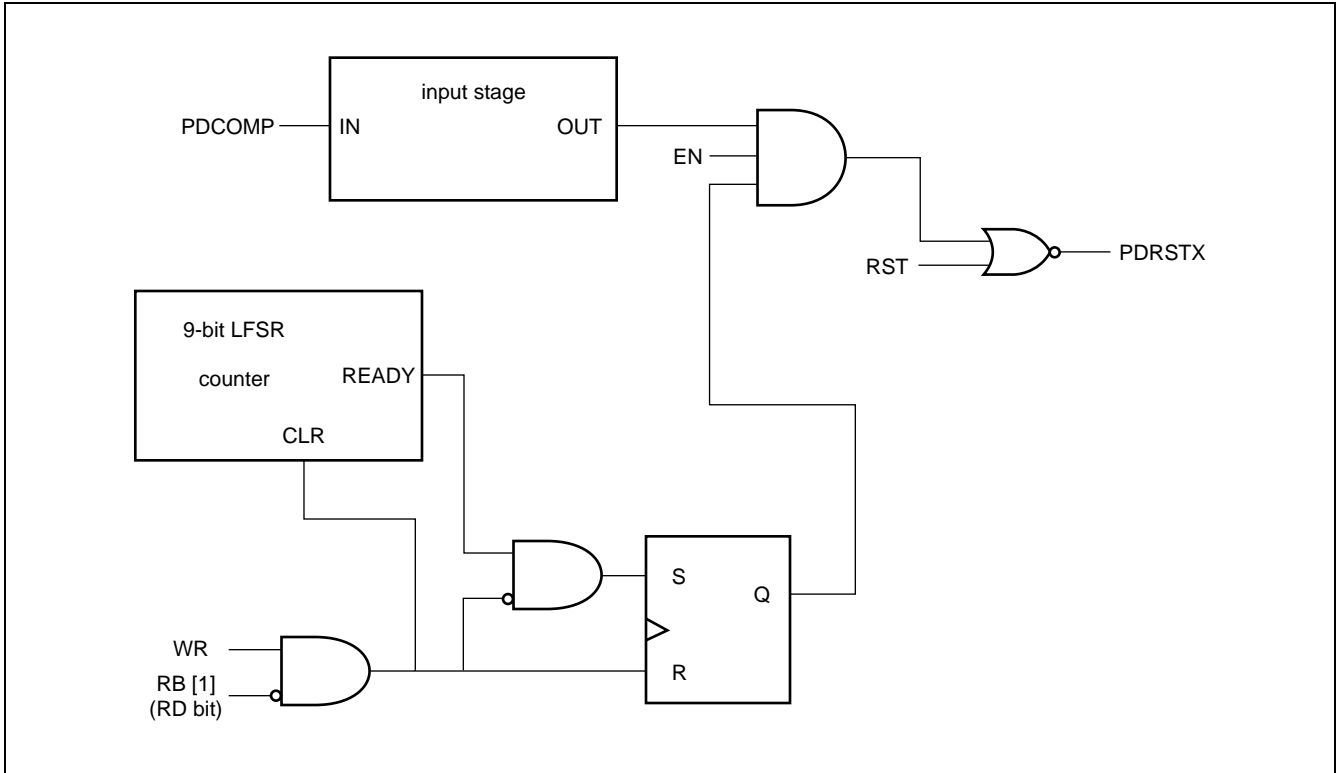 input stage
PDCOMP
IN
OUT
EN
RST
PDRSTX
9-bit LFSR
counter
READY
CLR
S
Q
R
WR
RB [1]
(RD bit)